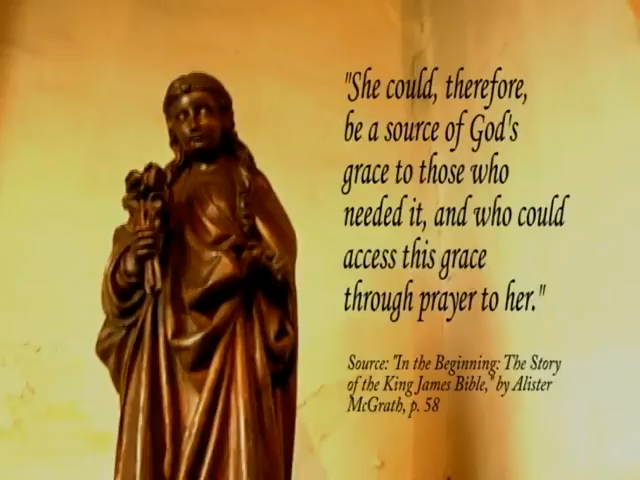 "She could, therefore,
be a source of God's
grace to those who
needed it, and who could
access this grace
through prayer to her."
Source: "In the Beginning: The Story
of the King James Bible," by Alister
McGrath, p. 58